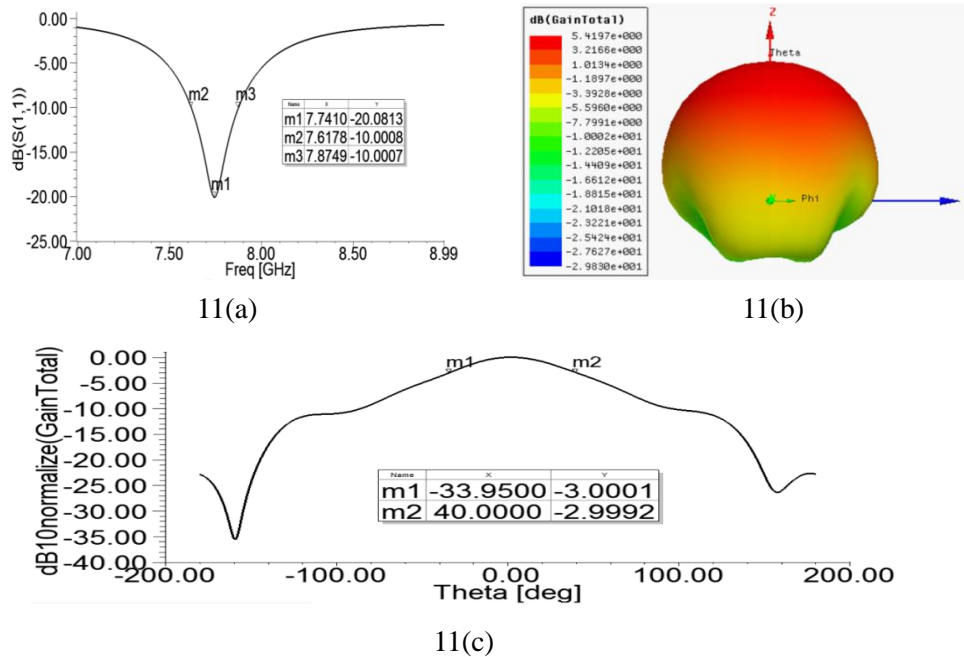 0.00
-5.00
-10.00
-15.00
-20.00
-25.00
dB(S(1,1))
m2
m3
m1
Name X Y
m1 7.7410 -20.0813
m2 7.6178 -10.0008
m3 7.8749 -10.0007
7.00 7.50 8.00 8.50 8.99
Freq [GHz]
11(a)
dB(GainTotal)
5.4197e+000
3.2166e+000
1.0134e+000
-1.1897e+000
-3.3928e+000
-5.5960e+000
-7.7991e+000
-1.0002e+001
-1.2205e+001
-1.4409e+001
-1.6612e+001
-1.8815e+001
-2.1018e+001
-2.3221e+001
-2.5424e+001
-2.7627e+001
-2.9830e+001
Z
Theta
Phi
11(b)
0.00
-5.00
-10.00
-15.00
-20.00
-25.00
-30.00
-35.00
-40.00
dB10normalize(GainTotal)
m1
m2
Name X Y
m1 -33.9500 -3.0001
m2 40.0000 -2.9992
-200.00 -100.00 0.00 100.00 200.00
Theta [deg]
11(c)